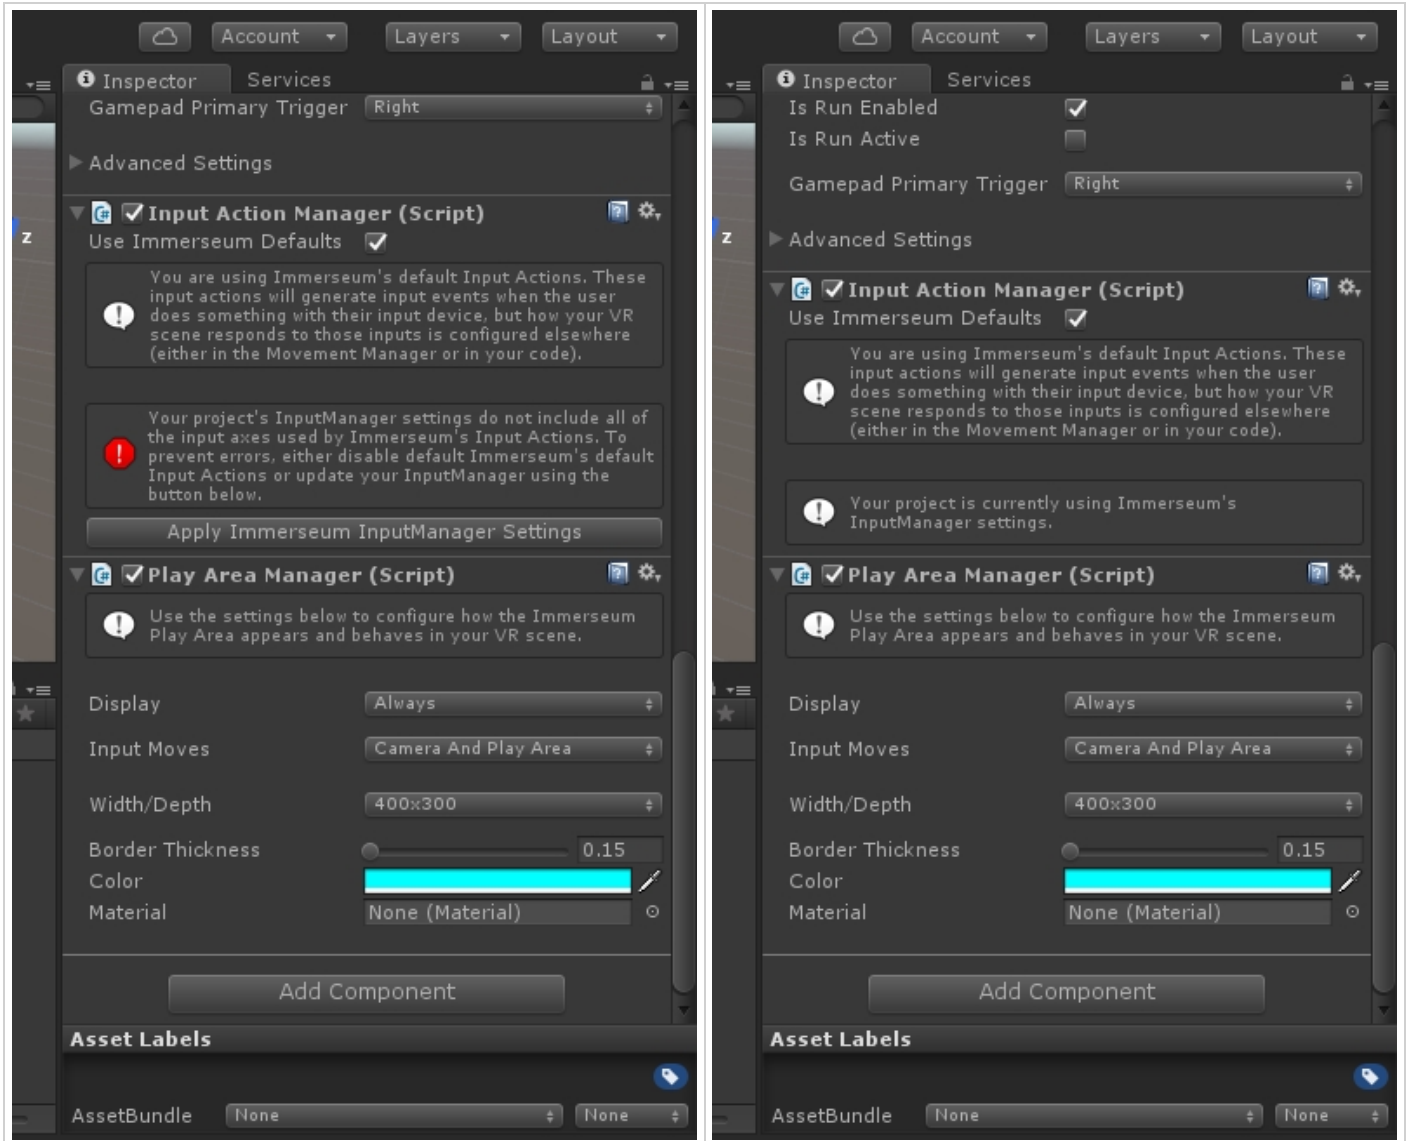 Account
Layers
Layout
Inspector
Services
Gamepad Primary Trigger
Right
Advanced Settings
Input Action Manager (Script)
Use Immerseum Defaults
You are using Immerseum's default Input Actions. These
input actions will generate input events when the user
does something with their input device, but how your VR
scene responds to those inputs is configured elsewhere
(either in the Movement Manager or in your code).
Your project's InputManager settings do not include all of
the input axes used by Immerseum's Input Actions. To
prevent errors, either disable default Immerseum's default
Input Actions or update your InputManager using the
button below.
Apply Immerseum InputManager Settings
Play Area Manager (Script)
Use the settings below to configure how the Immerseum
Play Area appears and behaves in your VR scene.
Display
Always
Input Moves
Camera And Play Area
Width/Depth
400x300
Border Thickness
0.15
Color
Material
None (Material)
Add Component
Asset Labels
AssetBundle
None
None
z
Account
Layers
Layout
Inspector
Services
Is Run Enabled
Is Run Active
Gamepad Primary Trigger
Right
Advanced Settings
Input Action Manager (Script)
Use Immerseum Defaults
You are using Immerseum's default Input Actions. These
input actions will generate input events when the user
does something with their input device, but how your VR
scene responds to those inputs is configured elsewhere
(either in the Movement Manager or in your code).
Your project is currently using Immerseum's
InputManager settings.
Play Area Manager (Script)
Use the settings below to configure how the Immerseum
Play Area appears and behaves in your VR scene.
Display
Always
Input Moves
Camera And Play Area
Width/Depth
400x300
Border Thickness
0.15
Color
Material
None (Material)
Add Component
Asset Labels
AssetBundle
None
None
z